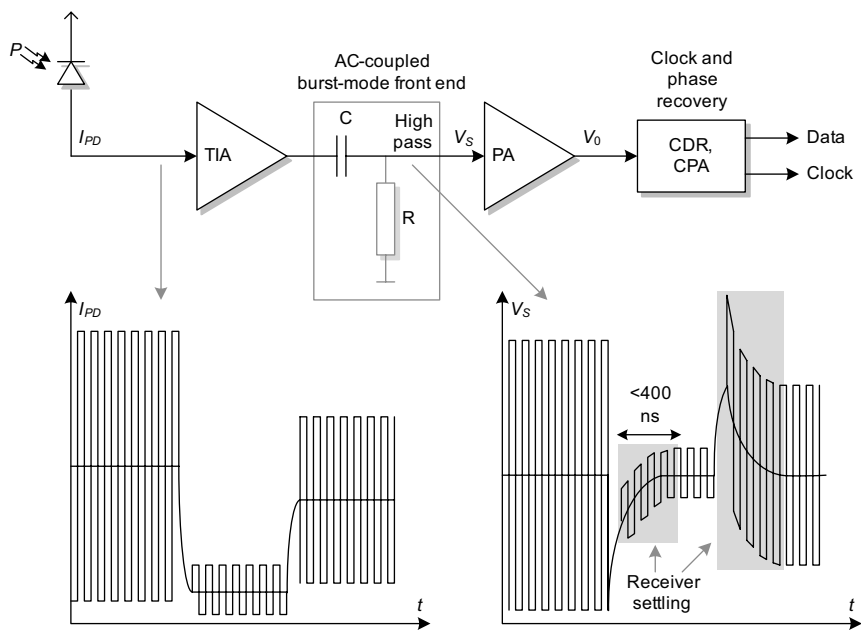 P
AC-coupled
burst-mode front end
Clock and
phase
recovery
I_PD
TIA
C
High
pass
R
V_S
PA
V_0
CDR,
CPA
Data
Clock
I_PD
t
V_S
<400
ns
Receiver
settling
t